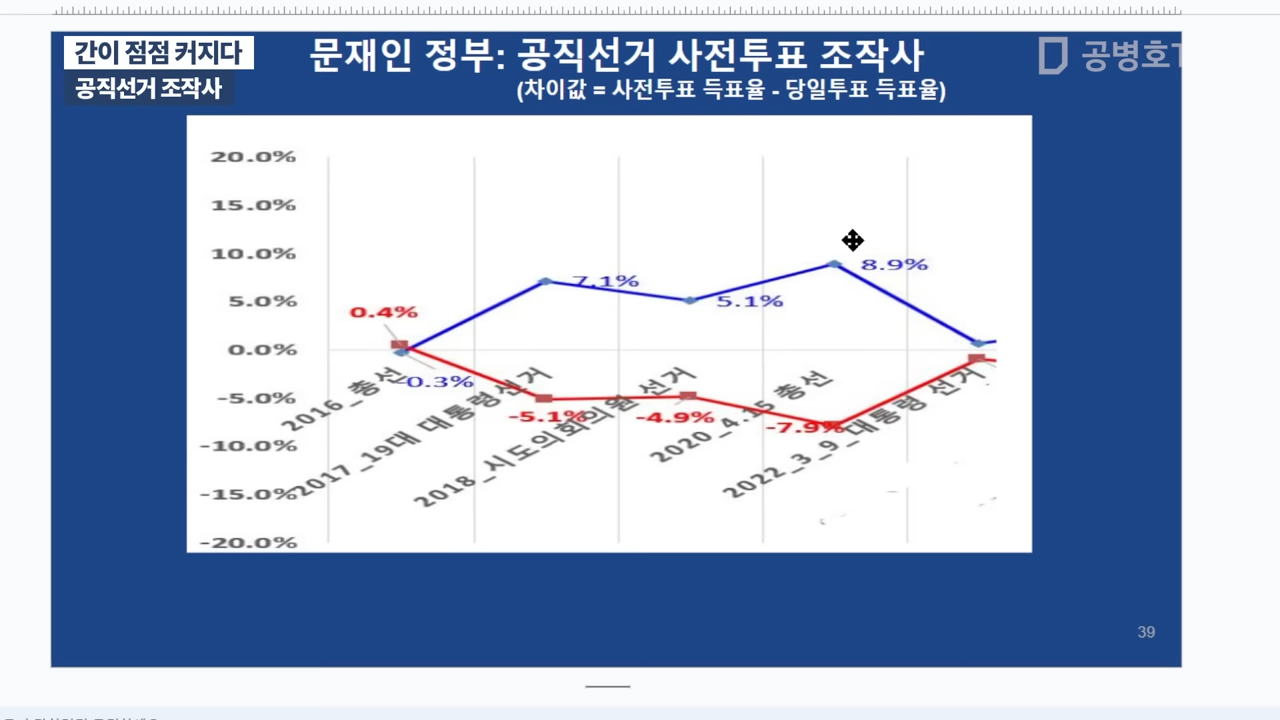 간이 점점 커지다
공직선거 조작사
문재인 정부: 공직선거 사전투표 조작사
(차이값 = 사전투표 득표율 - 당일투표 득표율)
공병호T
20.0%
15.0%
10.0%
5.0%
0.0%
-5.0%
-10.0%
-15.0%
-20.0%
0.4%
-0.3%
7.1%
5.1%
8.9%
-5.1%
-4.9%
-7.9%
2016_총선
2017_19대 대통령선거
2018_시도의회의원 선거
2020_4.15 총선
2022_3_9_대통령 선거
39